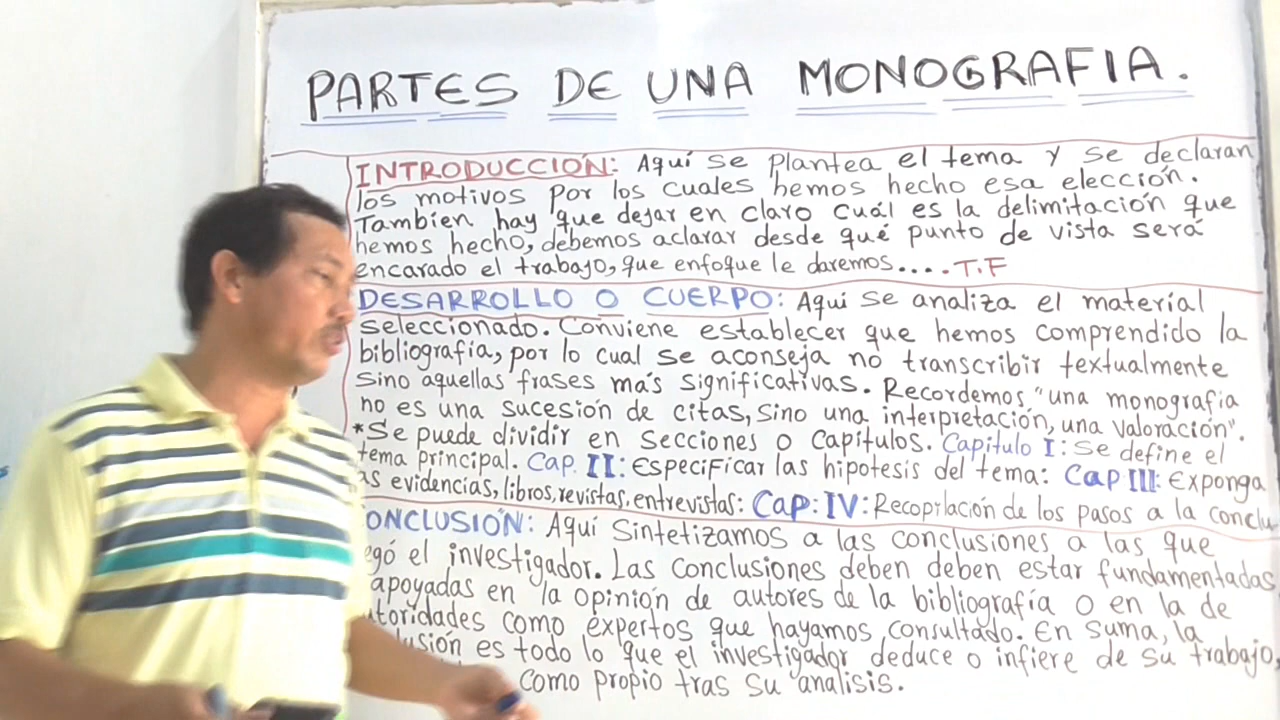 PARTES DE UNA MONOGRAFIA.
INTRODUCCIÓN: Aquí se plantea el tema y se declaran
los motivos por los cuales hemos hecho esa elección.
Tambien hay que dejar en claro cuál es la delimitación que
hemos hecho, debemos aclarar desde qué punto de vista será
encarado el trabajo, que enfoque le daremos.... T.F
DESARROLLO O CUERPO: Aqui se analiza el material
seleccionado. Conviene establecer que hemos comprendido la
bibliografía, por lo cual se aconseja no transcribir textualmente
sino aquellas frases más significativas. Recordemos "una monografia
no es una sucesión de citas, sino una interpretación, una valoración".
*Se puede dividir en secciones o capítulos. Capitulo I: Se define el
tema principal. Cap. II: Especificar las hipotesis del tema: Cap III: Exponga
as evidencias, libros, revistas, entrevistas: Cap: IV: Recopilación de los pasos a la conclu
ONCLUSIÓN: Aquí sintetizamos a las conclusiones a las que
egó el investigador. Las conclusiones deben deben estar fundamentadas
apoyadas en la opinión de autores de la bibliografía o en la de
toridades como expertos que hayamos consultado. En suma, la
usión es todo lo que el investigador deduce o infiere de su trabajo,
como propio tras su analisis.